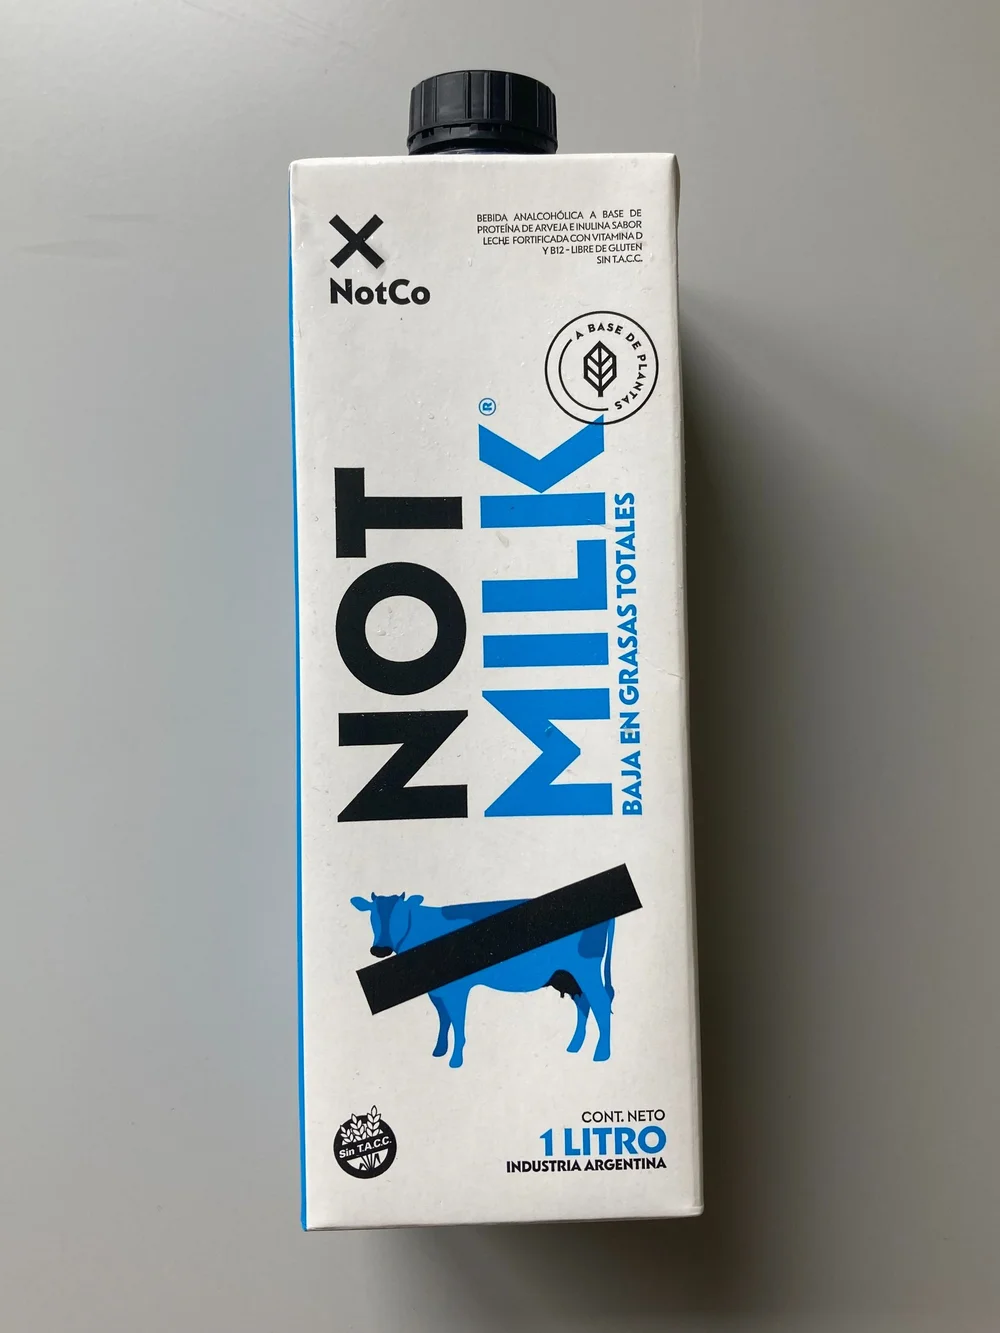 NotCo
BEBIDA ANALCOHÓLICA A BASE DE
PROTEÍNA DE ARVEJA E INULINA SABOR
LECHE FORTIFICADA CON VITAMINA D
Y B12 - LIBRE DE GLUTEN
SIN T.A.C.C.
A BASE DE PLANTAS
NOT
MILK®
BAJA EN GRASAS TOTALES
Sin T.A.C.C.
CONT. NETO
1 LITRO
INDUSTRIA ARGENTINA